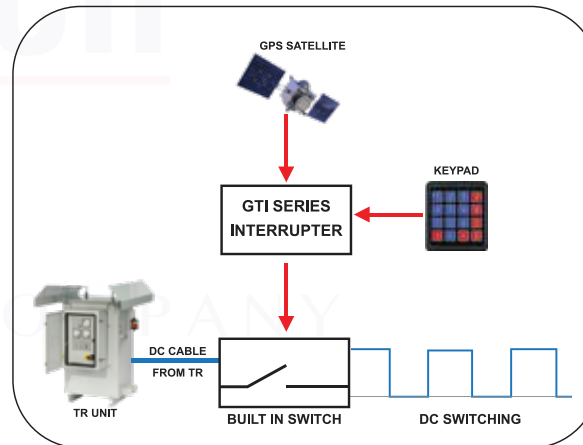 GPS SATELLITE
KEYPAD
GTI SERIES
INTERRUPTER
DC CABLE
FROM TR
TR UNIT
BUILT IN SWITCH
DC SWITCHING